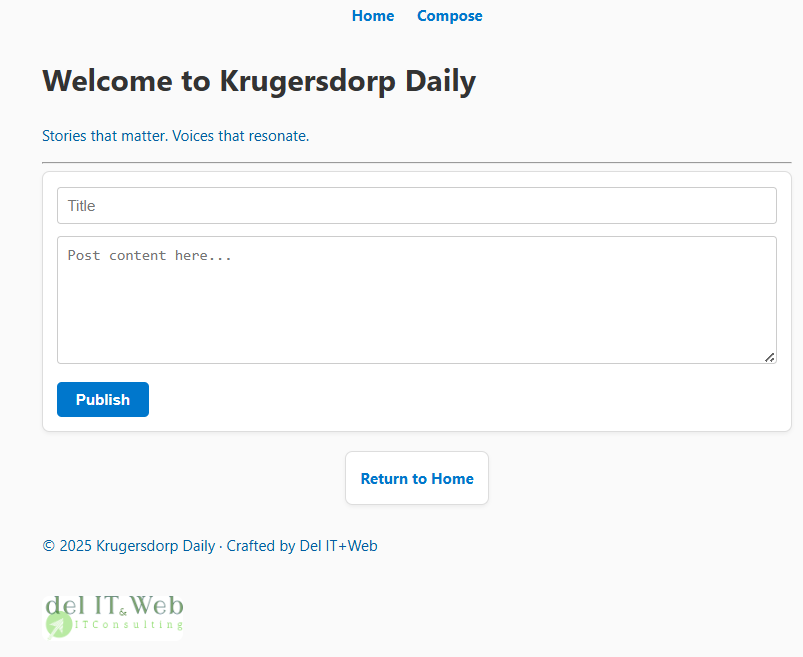 Home Compose
Welcome to Krugersdorp Daily
Stories that matter. Voices that resonate.
Title
Post content here...
Publish
Return to Home
© 2025 Krugersdorp Daily · Crafted by Del IT+Web
del IT & Web
ITConsulting